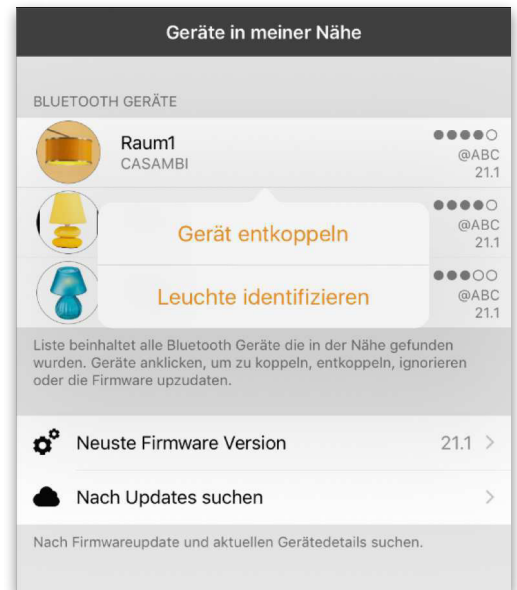 Geräte in meiner Nähe
BLUETOOTH GERÄTE
Raum1
CASAMBI
@ABC
21.1
@ABC
21.1
Gerät entkoppeln
Leuchte identifizieren
@ABC
21.1
Liste beinhaltet alle Bluetooth Geräte die in der Nähe gefunden
wurden. Geräte anklicken, um zu koppeln, entkoppeln, ignorieren
oder die Firmware upzudaten.
Neuste Firmware Version 21.1 >
Nach Updates suchen >
Nach Firmwareupdate und aktuellen Gerätedetails suchen.